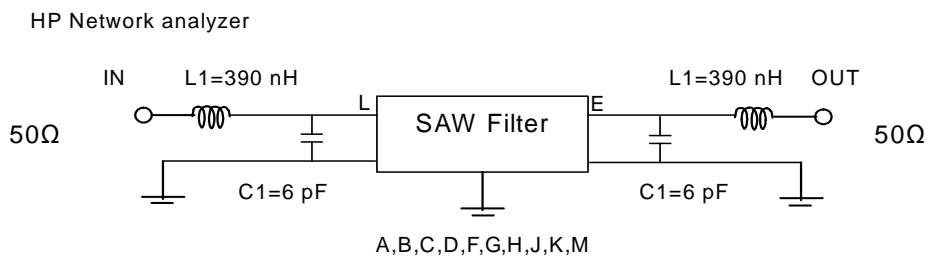 HP Network analyzer
IN L1=390 nH L1=390 nH OUT
L E
50Ω SAW Filter 50Ω
C1=6 pF C1=6 pF
A,B,C,D,F,G,H,J,K,M